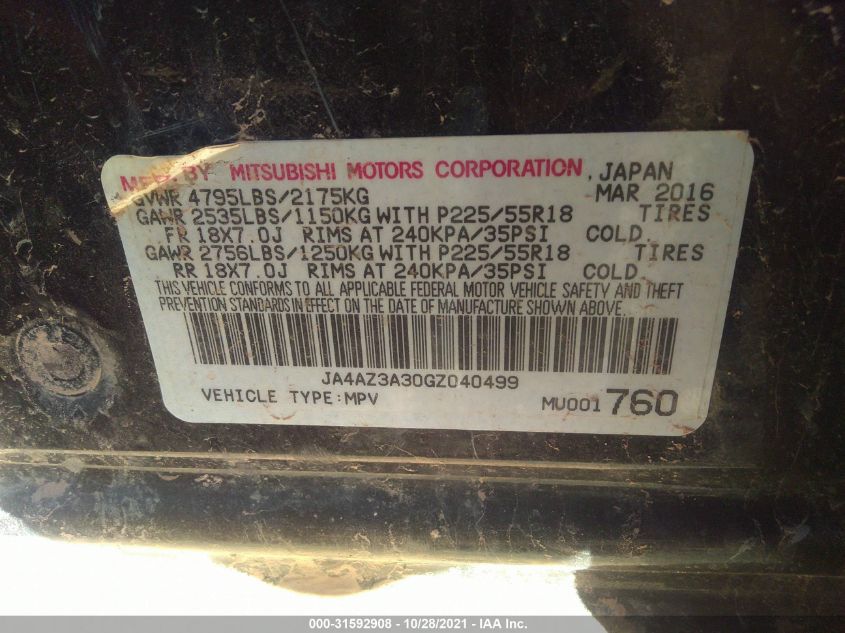 MFD. BY MITSUBISHI MOTORS CORPORATION, JAPAN
GVWR 4795LBS/2175KG MAR 2016
GAWR 2535LBS/1150KG WITH P225/55R18 TIRES
FR 18X7.0J RIMS AT 240KPA/35PSI COLD.
GAWR 2756LBS/1250KG WITH P225/55R18 TIRES
RR 18X7.0J RIMS AT 240KPA/35PSI COLD.
THIS VEHICLE CONFORMS TO ALL APPLICABLE FEDERAL MOTOR VEHICLE SAFETY AND THEFT
PREVENTION STANDARDS IN EFFECT ON THE DATE OF MANUFACTURE SHOWN ABOVE.
JA4AZ3A30GZ040499
VEHICLE TYPE:MPV MU001760
000-31592908 - 10/28/2021 - IAA Inc.